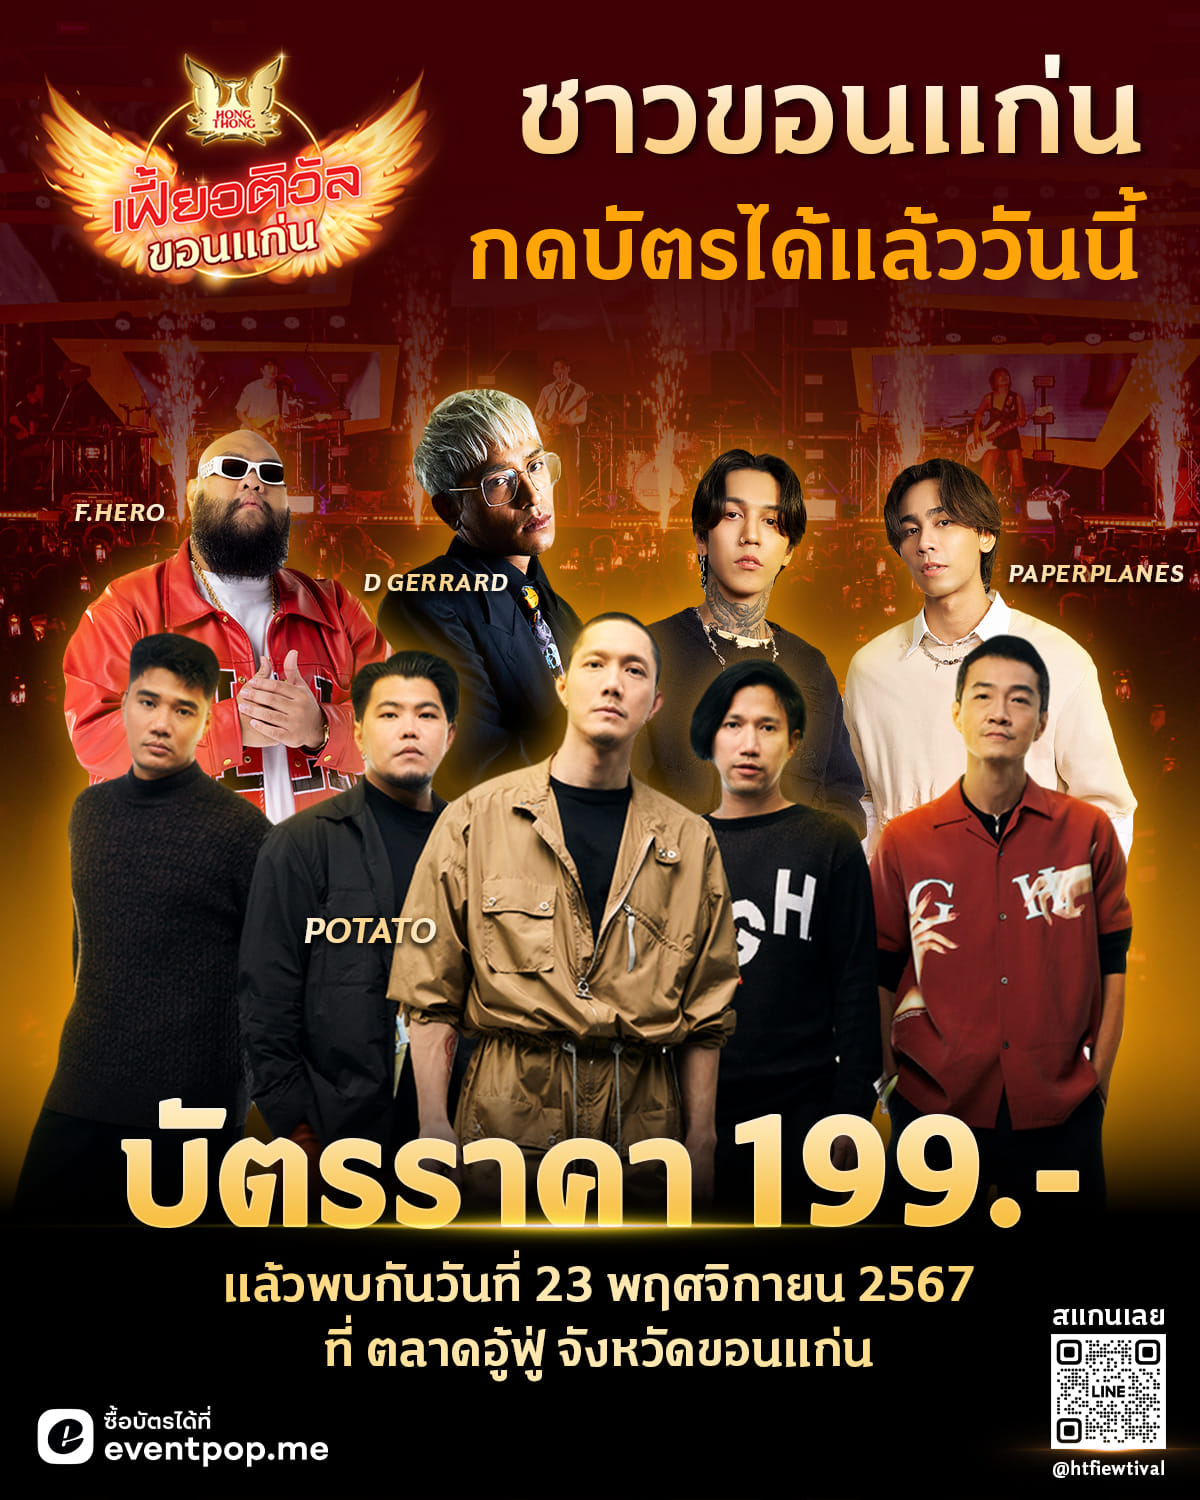 HONG
THONG
เฟี้ยวติวัล
ขอนแก่น
ชาวขอนแก่น
กดบัตรได้แล้ววันนี้
F.HERO
D GERRARD
PAPERPLANES
POTATO
GH
G W
บัตรราคา 199.-
แล้วพบกันวันที่ 23 พฤศจิกายน 2567
ที่ ตลาดอู้ฟู่ จังหวัดขอนแก่น
สแกนเลย
LINE
@htfiewtival
ซื้อบัตรได้ที่
eventpop.me